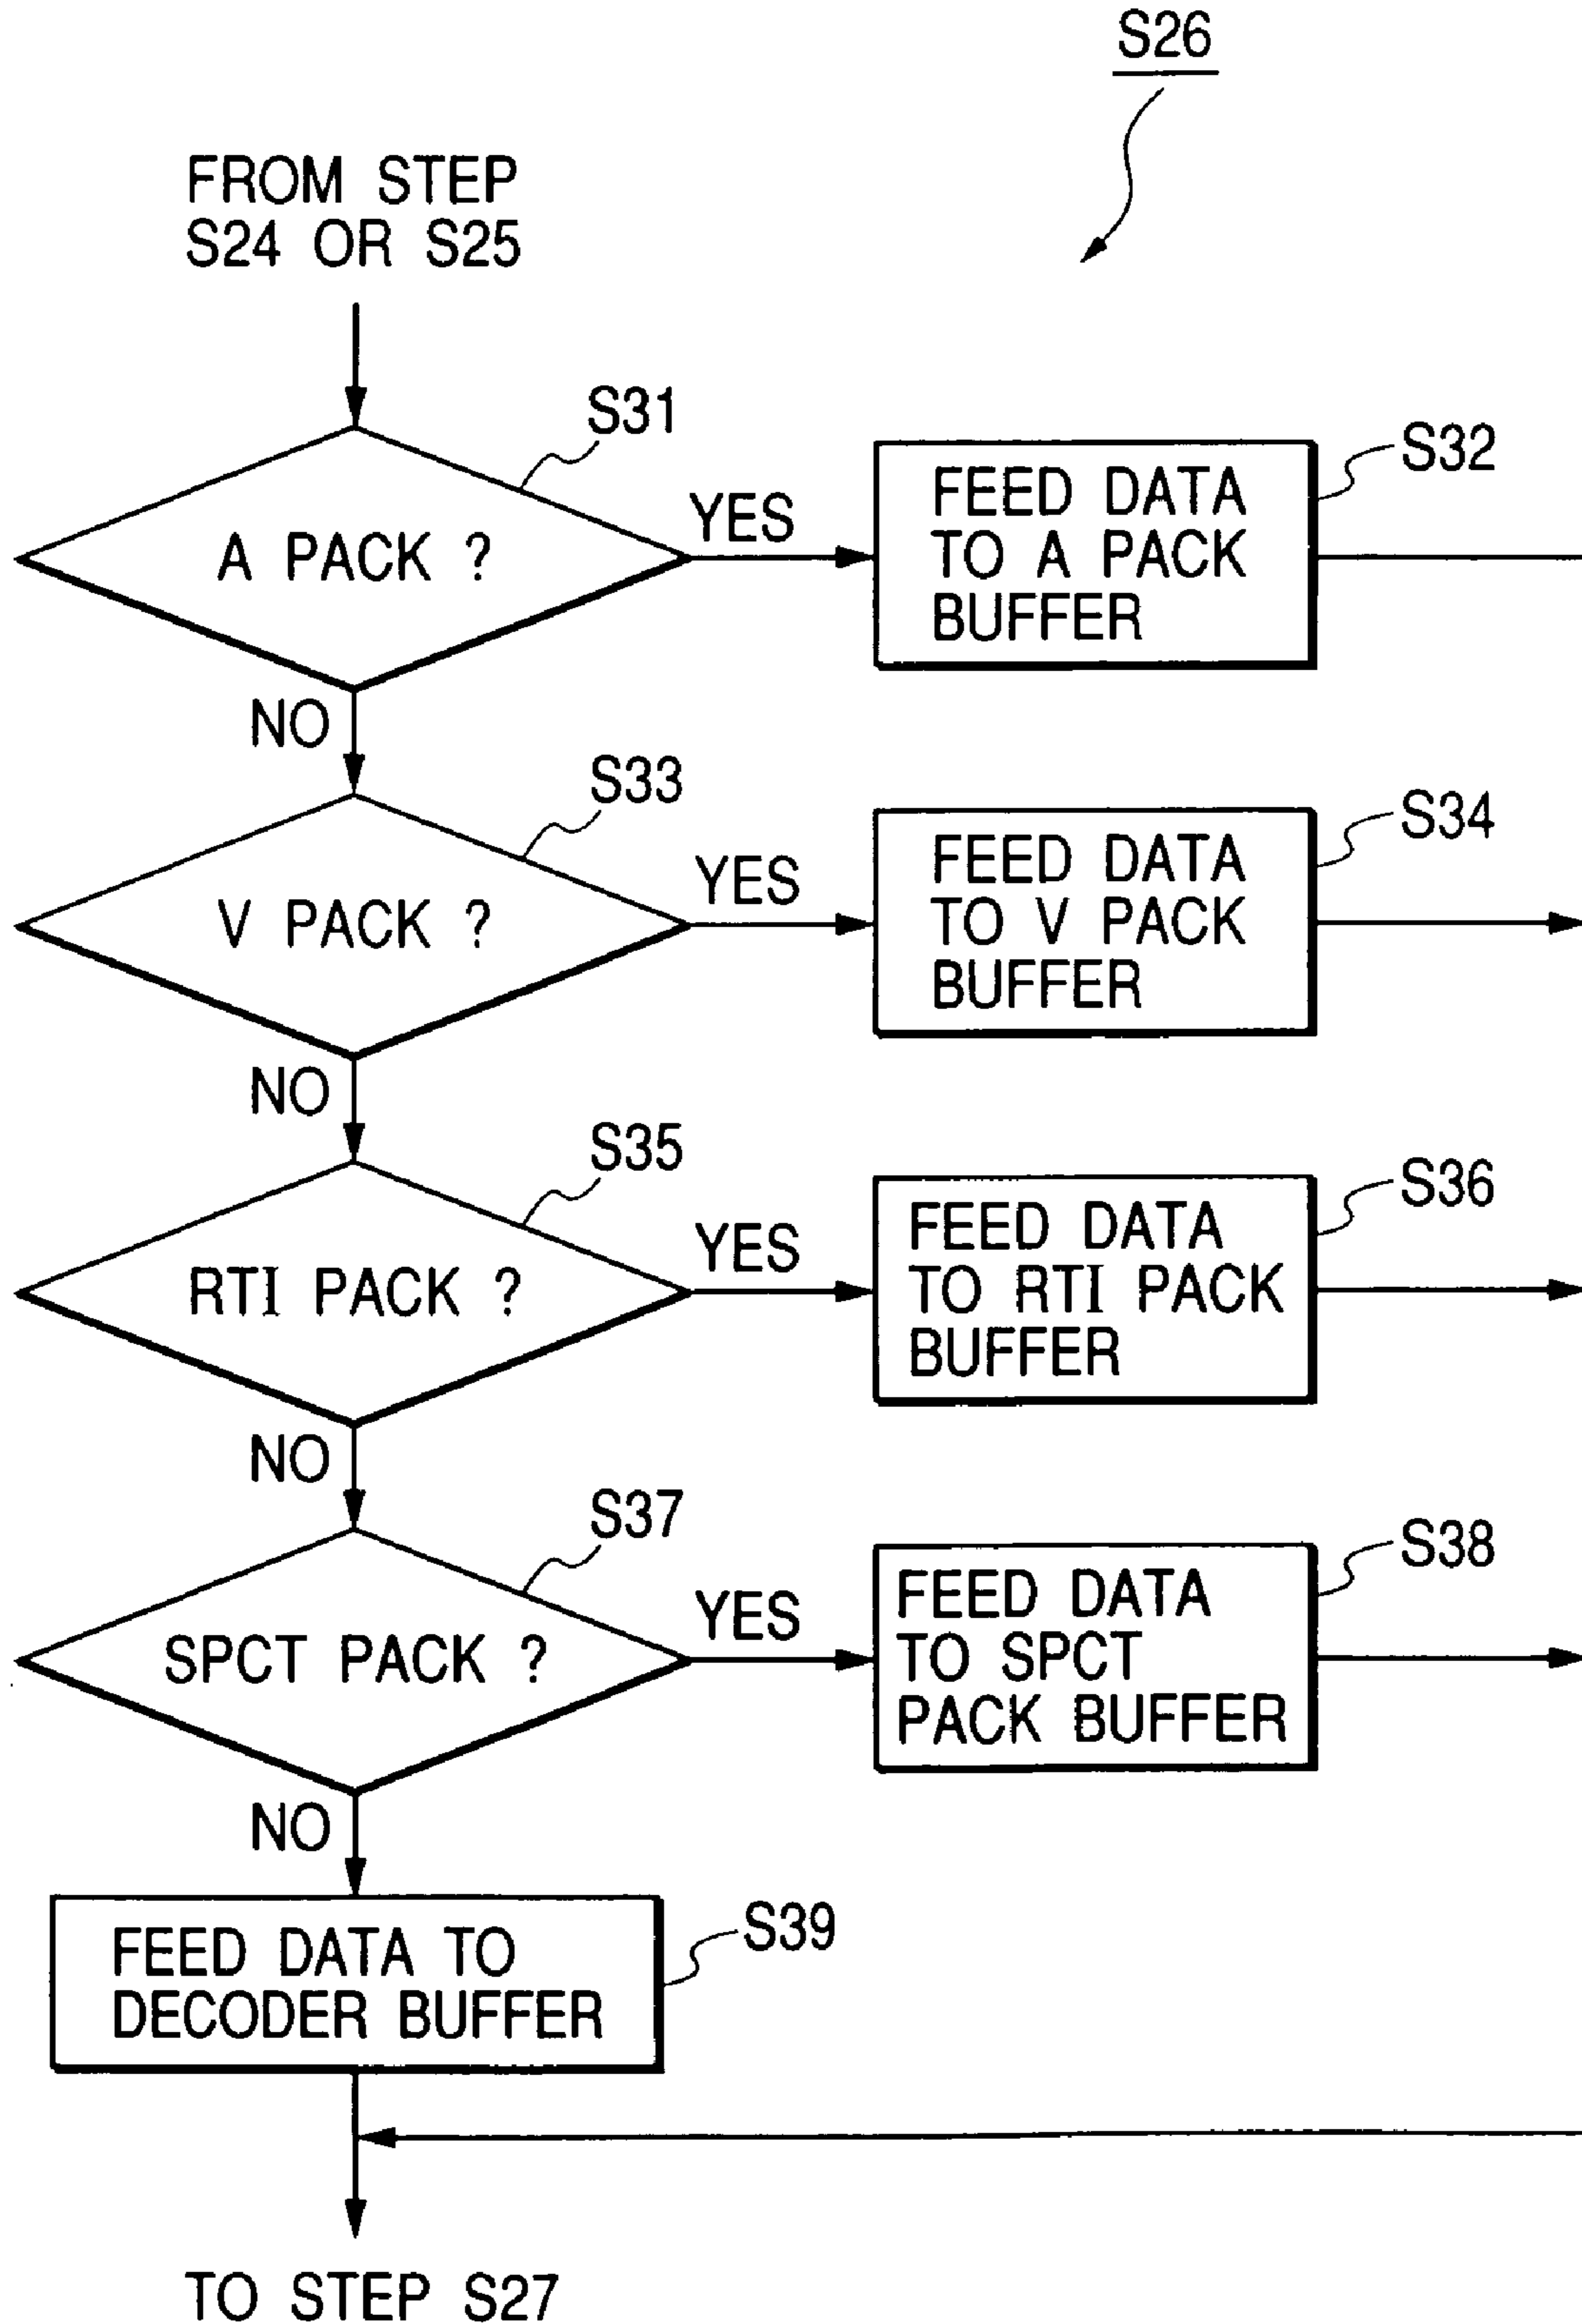 S26
FROM STEP
S24 OR S25
S31
A PACK ?
YES
FEED DATA
TO A PACK
BUFFER
S32
NO
S33
V PACK ?
YES
FEED DATA
TO V PACK
BUFFER
S34
NO
S35
RTI PACK ?
YES
FEED DATA
TO RTI PACK
BUFFER
S36
NO
S37
SPCT PACK ?
YES
FEED DATA
TO SPCT
PACK BUFFER
S38
NO
FEED DATA TO
DECODER BUFFER
S39
TO STEP S27